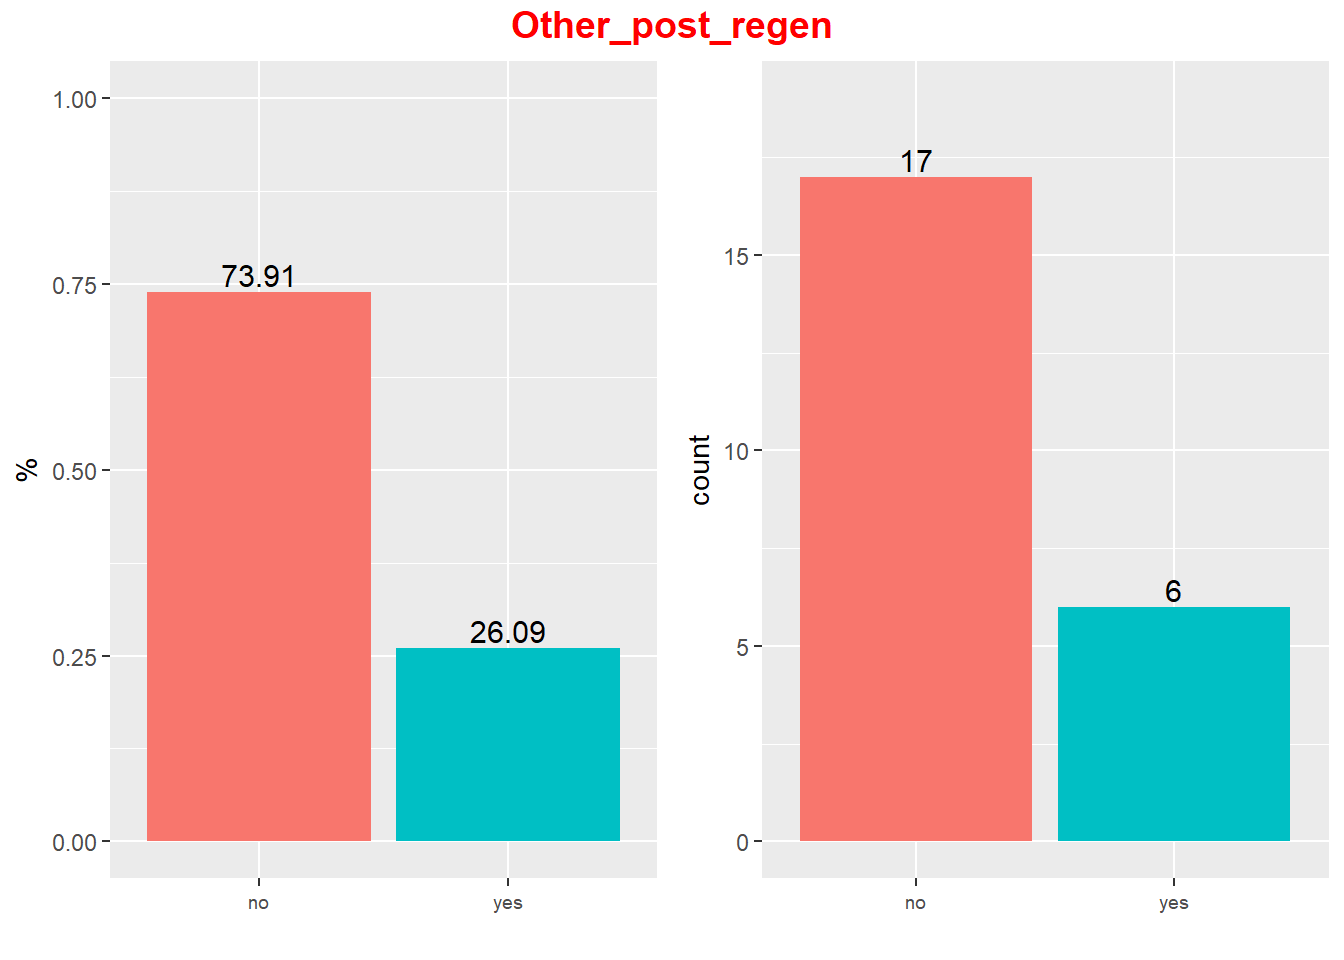 Other_post_regen
%
1.00
0.75
0.50
0.25
0.00
73.91
26.09
no
yes
count
15
10
5
0
17
6
no
yes